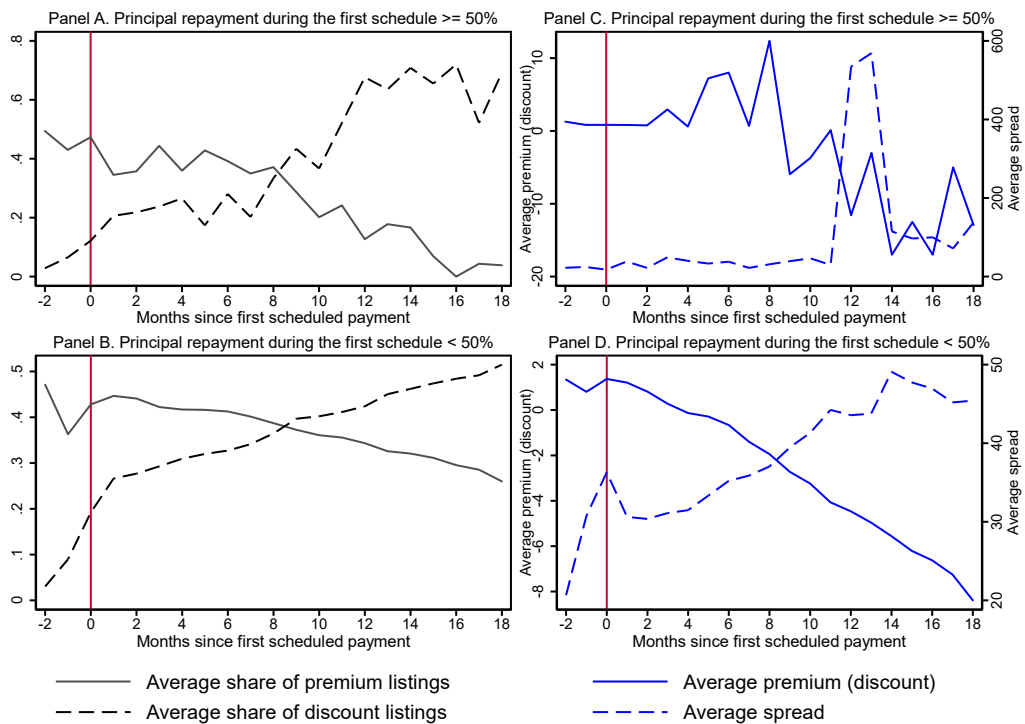 Panel A. Principal repayment during the first schedule >= 50%
.8
.6
.4
.2
0
-2 0 2 4 6 8 10 12 14 16 18
Months since first scheduled payment
Panel C. Principal repayment during the first schedule >= 50%
Average premium (discount)
10
0
-10
-20
Average spread
600
400
200
0
-2 0 2 4 6 8 10 12 14 16 18
Months since first scheduled payment
Panel B. Principal repayment during the first schedule < 50%
.5
.4
.3
.2
.1
0
-2 0 2 4 6 8 10 12 14 16 18
Months since first scheduled payment
Panel D. Principal repayment during the first schedule < 50%
Average premium (discount)
2
0
-2
-4
-6
-8
Average spread
50
40
30
20
-2 0 2 4 6 8 10 12 14 16 18
Months since first scheduled payment
Average share of premium listings
Average share of discount listings
Average premium (discount)
Average spread